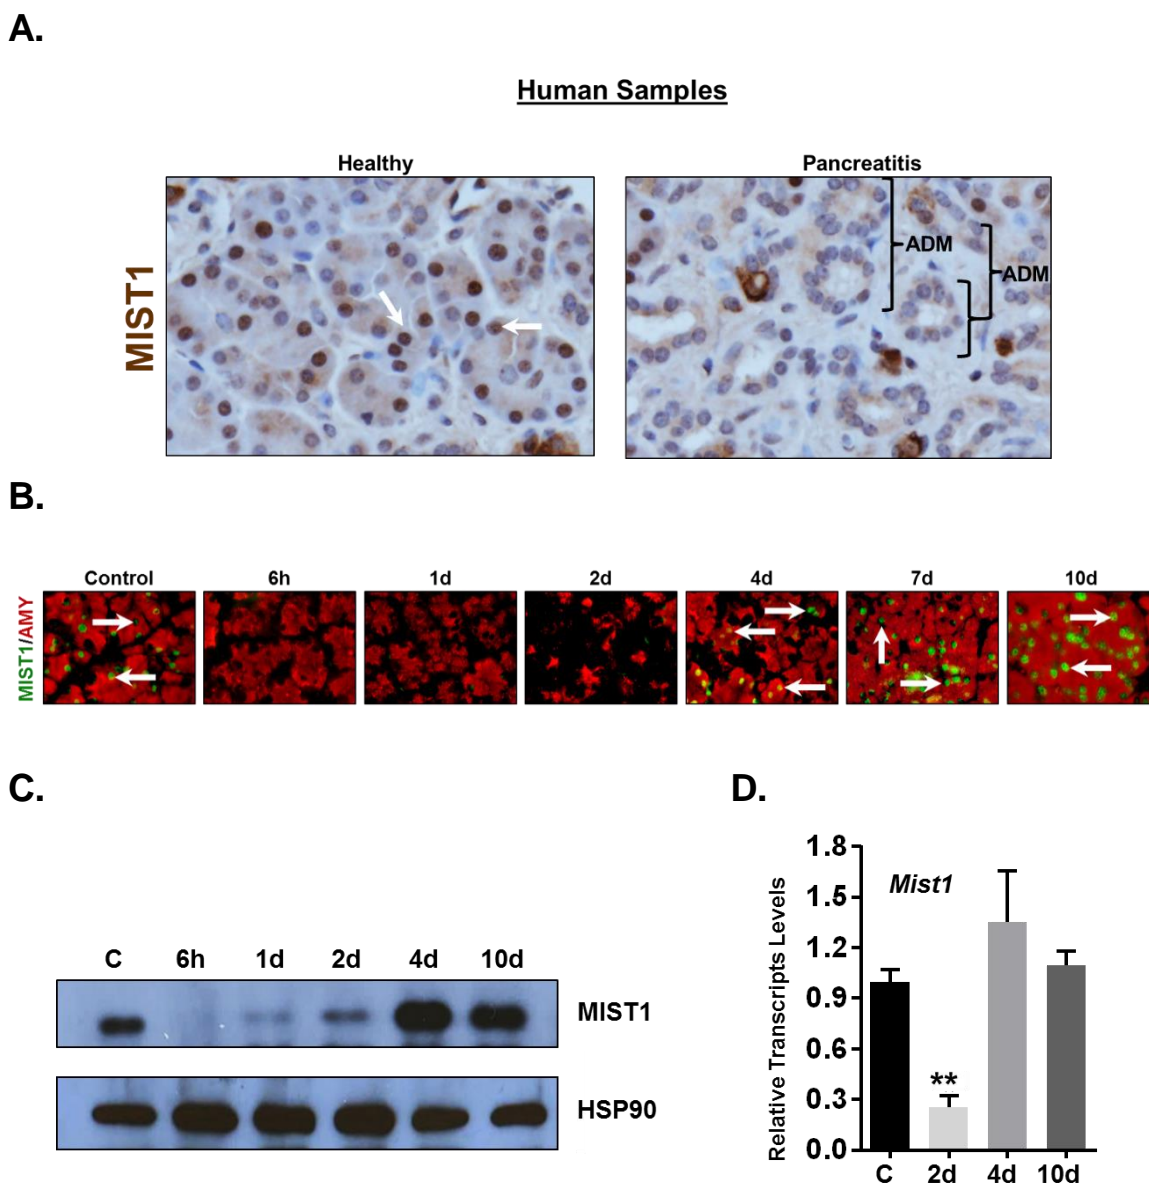 A.
Human Samples
Healthy
Pancreatitis
MIST1
ADM
ADM
B.
Control 6h 1d 2d 4d 7d 10d
MIST1/AMY
C.
C 6h 1d 2d 4d 10d
MIST1
HSP90
D.
Relative Transcripts Levels
Mist1
1.8
1.5
1.2
0.9
0.6
0.3
0.0
**
C 2d 4d 10d